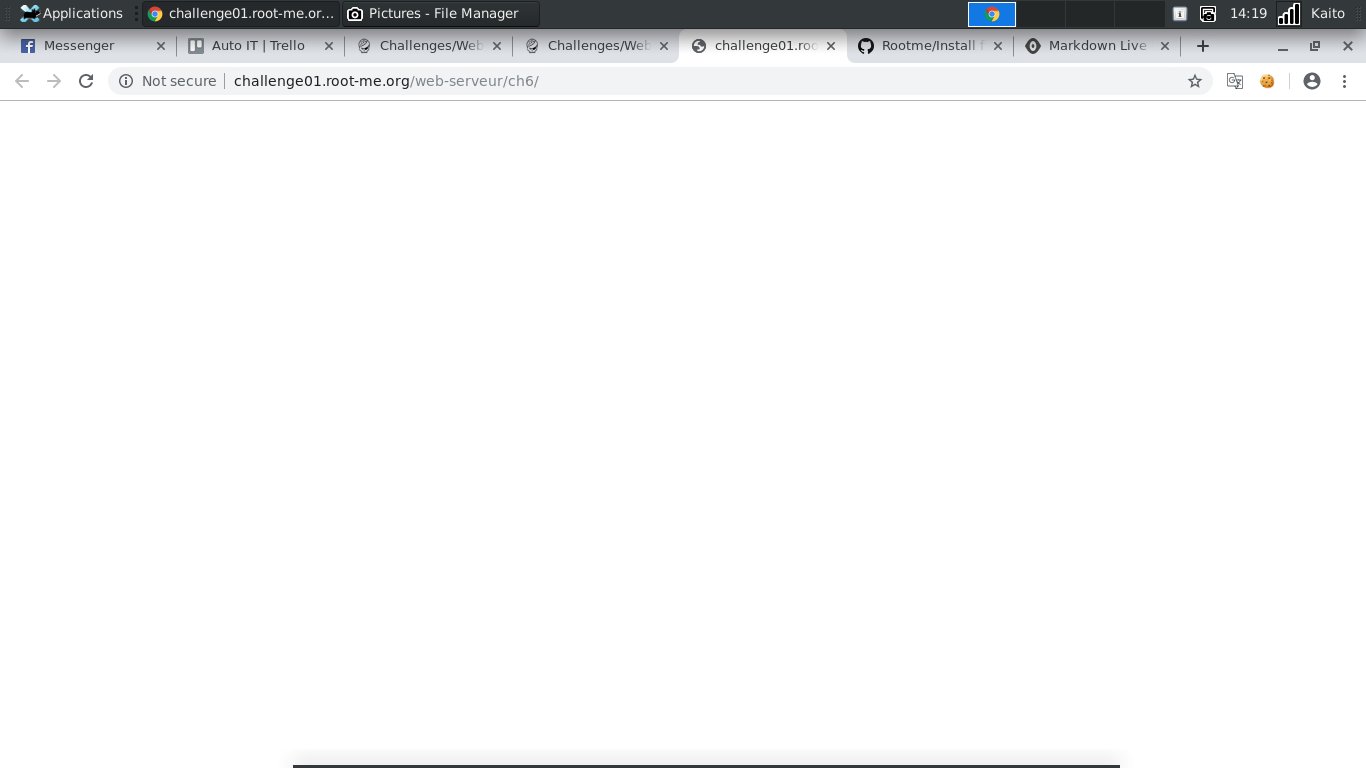 Applications challenge01.root-me.or... Pictures - File Manager 14:19 Kaito
Messenger Auto IT | Trello Challenges/Web Challenges/Web challenge01.roo Rootme/Install f Markdown Live
Not secure challenge01.root-me.org/web-serveur/ch6/